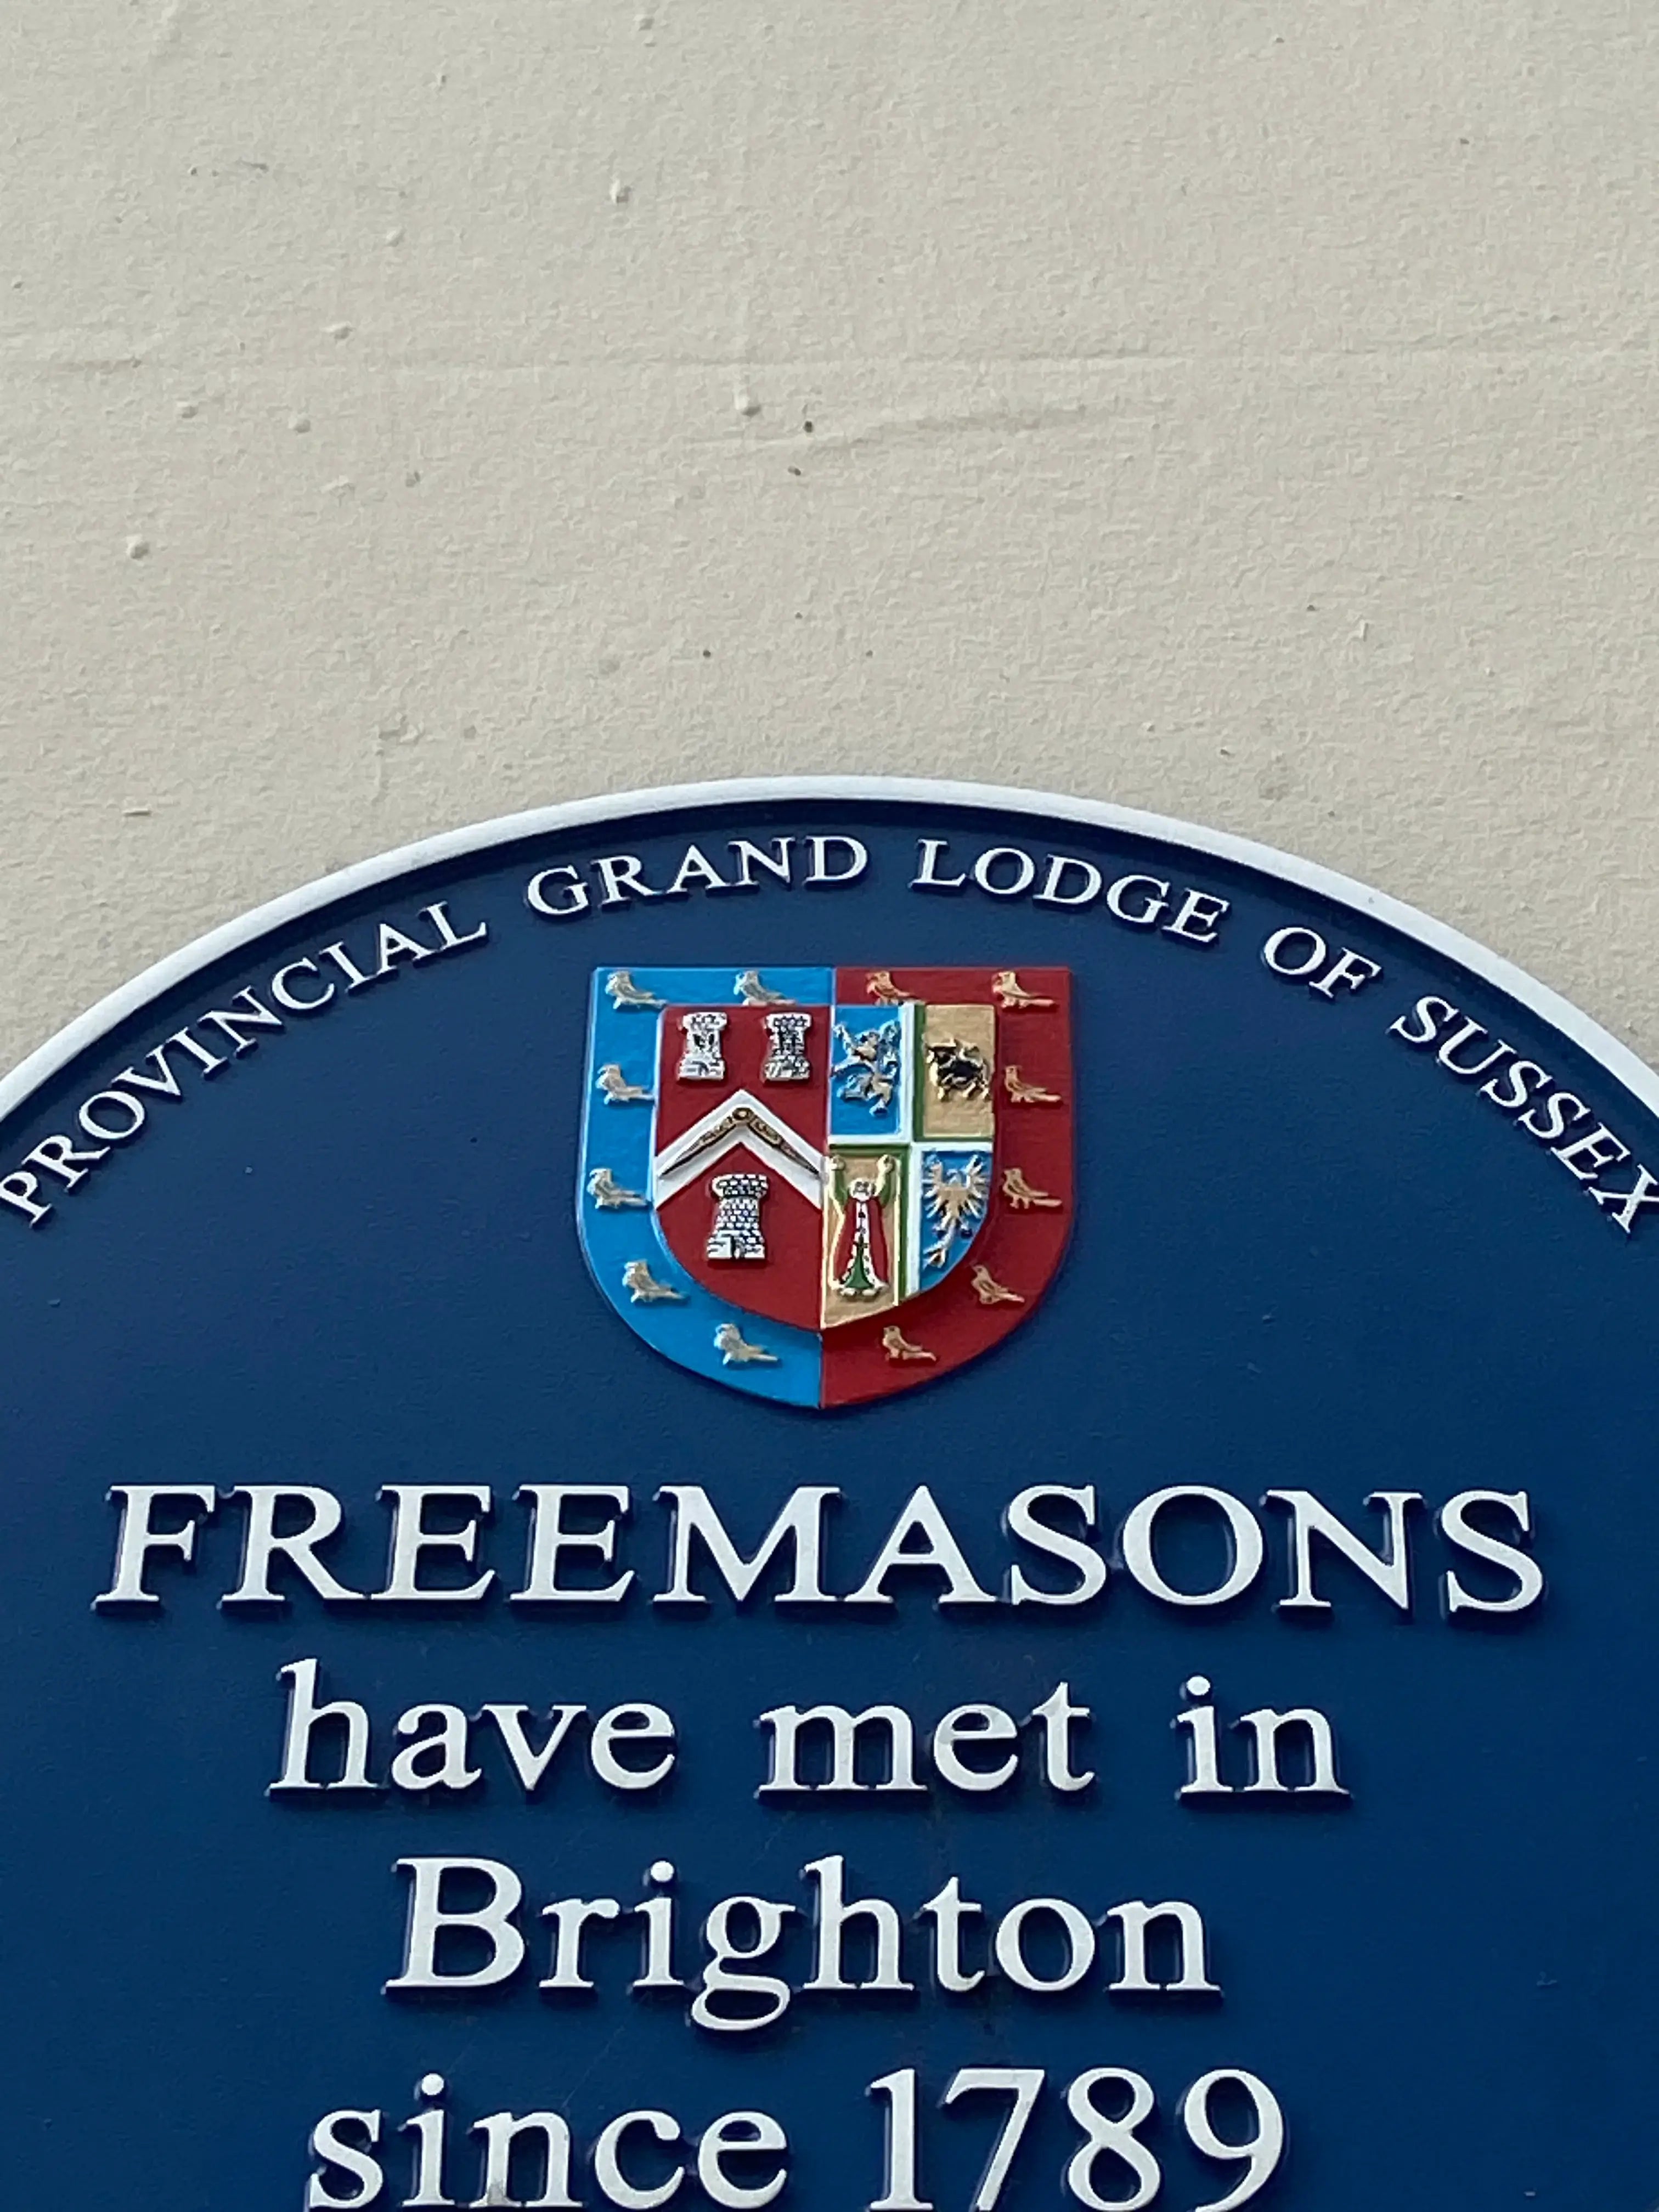 PROVINCIAL GRAND LODGE OF SUSSEX
FREEMASONS
have met in
Brighton
since 1789